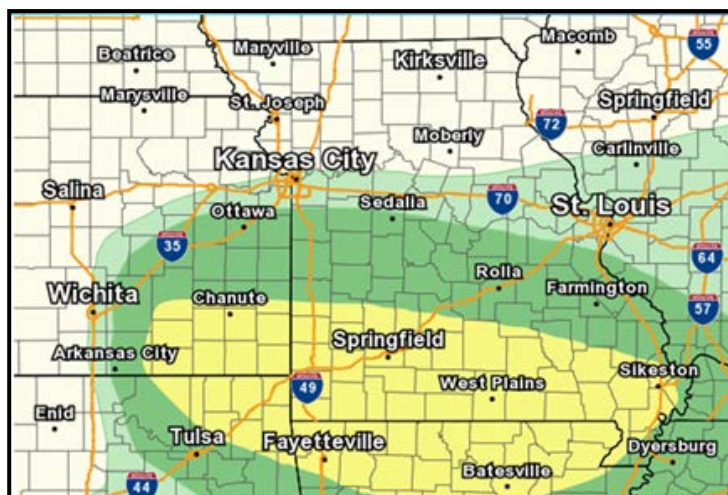 Macomb
55
Beatrice
Maryville
Kirksville
Marysville
St. Joseph
Springfield
72
Moberly
Carlinville
Kansas City
Salina
Ottawa
Sedalla
70
St. Louis
35
64
Rolla
Wichita
Chanute
Farmington
57
Springfield
Arkansas City
49
West Plains
Sikeston
Enid
Tulsa
Fayetteville
Dyersburg
44
Batesville